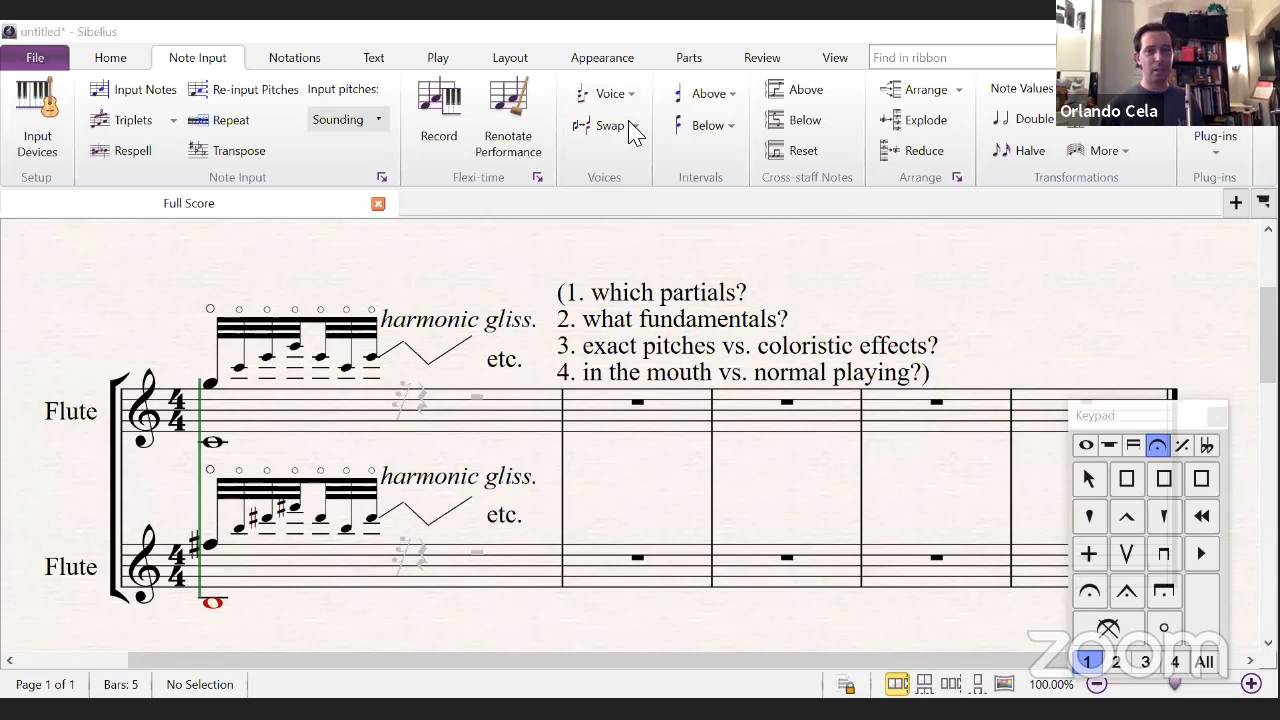 untitled* - Sibelius
File Home Note Input Notations Text Play Layout Appearance Parts Review View Find in ribbon
Input Devices
Setup
Input Notes
Triplets
Respell
Re-input Pitches
Repeat
Transpose
Input pitches:
Sounding
Note Input
Record
Renotate Performance
Flexi-time
Voice
Swap
Voices
Above
Below
Intervals
Above
Below
Reset
Cross-staff Notes
Arrange
Explode
Reduce
Arrange
Note Values
Double
Halve
More
Transformations
Plug-ins
Plug-ins
Orlando Cela
Full Score
(1. which partials?
2. what fundamentals?
3. exact pitches vs. coloristic effects?
4. in the mouth vs. normal playing?)
harmonic gliss.
etc.
Flute
4
4
harmonic gliss.
etc.
Flute
4
4
Keypad
1 2 3 4 All
zoom
Page 1 of 1 Bars: 5 No Selection 100.00%